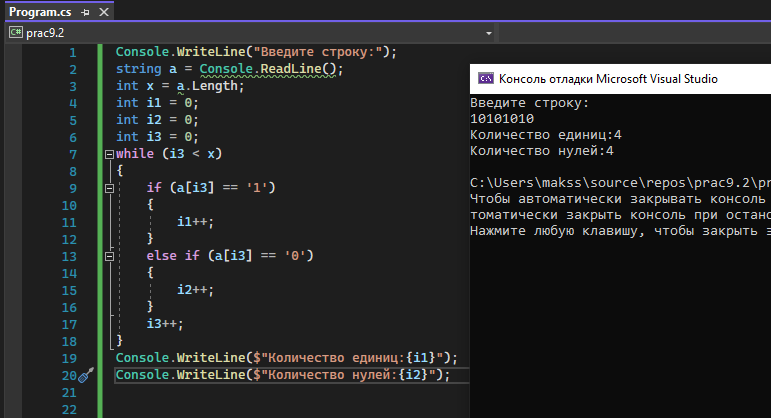 Program.cs
C# prac9.2
1 Console.WriteLine("Введите строку:");
2 string a = Console.ReadLine();
3 int x = a.Length;
4 int i1 = 0;
5 int i2 = 0;
6 int i3 = 0;
7 while (i3 < x)
8 {
9 if (a[i3] == '1')
10 {
11 i1++;
12 }
13 else if (a[i3] == '0')
14 {
15 i2++;
16 }
17 i3++;
18 }
19 Console.WriteLine($"Количество единиц:{i1}");
20 Console.WriteLine($"Количество нулей:{i2}");
21
22
Консоль отладки Microsoft Visual Studio
Введите строку:
10101010
Количество единиц:4
Количество нулей:4
C:\Users\makss\source\repos\prac9.2\pr
Чтобы автоматически закрывать консоль
томатически закрыть консоль при остано
Нажмите любую клавишу, чтобы закрыть э